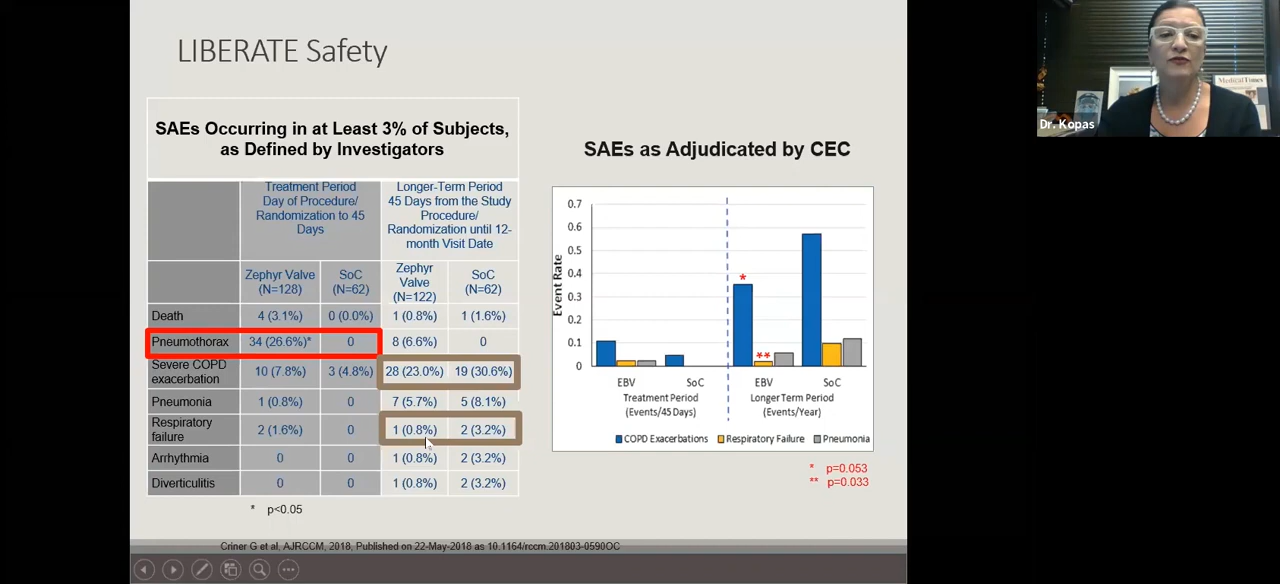 LIBERATE Safety
SAEs Occurring in at Least 3% of Subjects,
as Defined by Investigators
Treatment Period
Day of Procedure/
Randomization to 45
Days
Longer-Term Period
45 Days from the Study
Procedure/
Randomization until 12-
month Visit Date
Zephyr Valve
(N=128)
SoC
(N=62)
Zephyr
Valve
(N=122)
SoC
(N=62)
Death 4 (3.1%) 0 (0.0%) 1 (0.8%) 1 (1.6%)
Pneumothorax 34 (26.6%)* 0 8 (6.6%) 0
Severe COPD
exacerbation 10 (7.8%) 3 (4.8%) 28 (23.0%) 19 (30.6%)
Pneumonia 1 (0.8%) 0 7 (5.7%) 5 (8.1%)
Respiratory
failure 2 (1.6%) 0 1 (0.8%) 2 (3.2%)
Arrhythmia 0 0 1 (0.8%) 2 (3.2%)
Diverticulitis 0 0 1 (0.8%) 2 (3.2%)
* p<0.05
SAEs as Adjudicated by CEC
Event Rate
0.7
0.6
0.5
0.4
0.3
0.2
0.1
0
*
**
EBV SoC EBV SoC
Treatment Period
(Events/45 Days)
Longer Term Period
(Events/Year)
COPD Exacerbations Respiratory Failure Pneumonia
* p=0.053
** p=0.033
Criner G et al, AJRCCM, 2018, Published on 22-May-2018 as 10.1164/rccm.201803-0590OC
Dr. Kopas
Medical Times